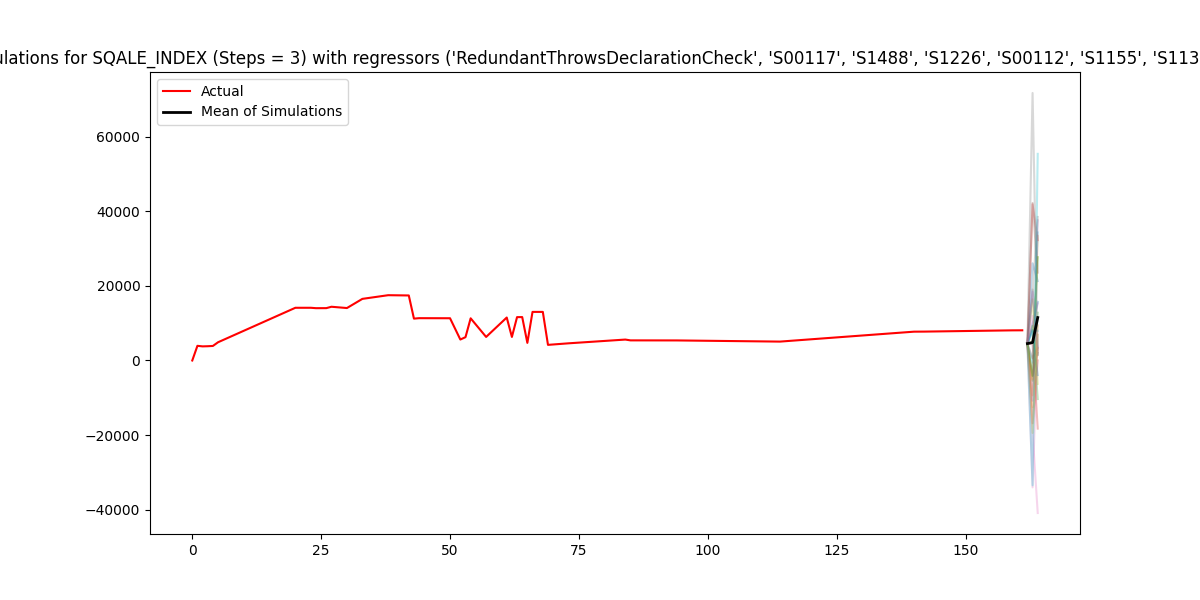 ulations for SQALE_INDEX (Steps = 3) with regressors ('RedundantThrowsDeclarationCheck', 'S00117', 'S1488', 'S1226', 'S00112', 'S1155', 'S113
Actual
Mean of Simulations
60000
40000
20000
0
−20000
−40000
0 25 50 75 100 125 150